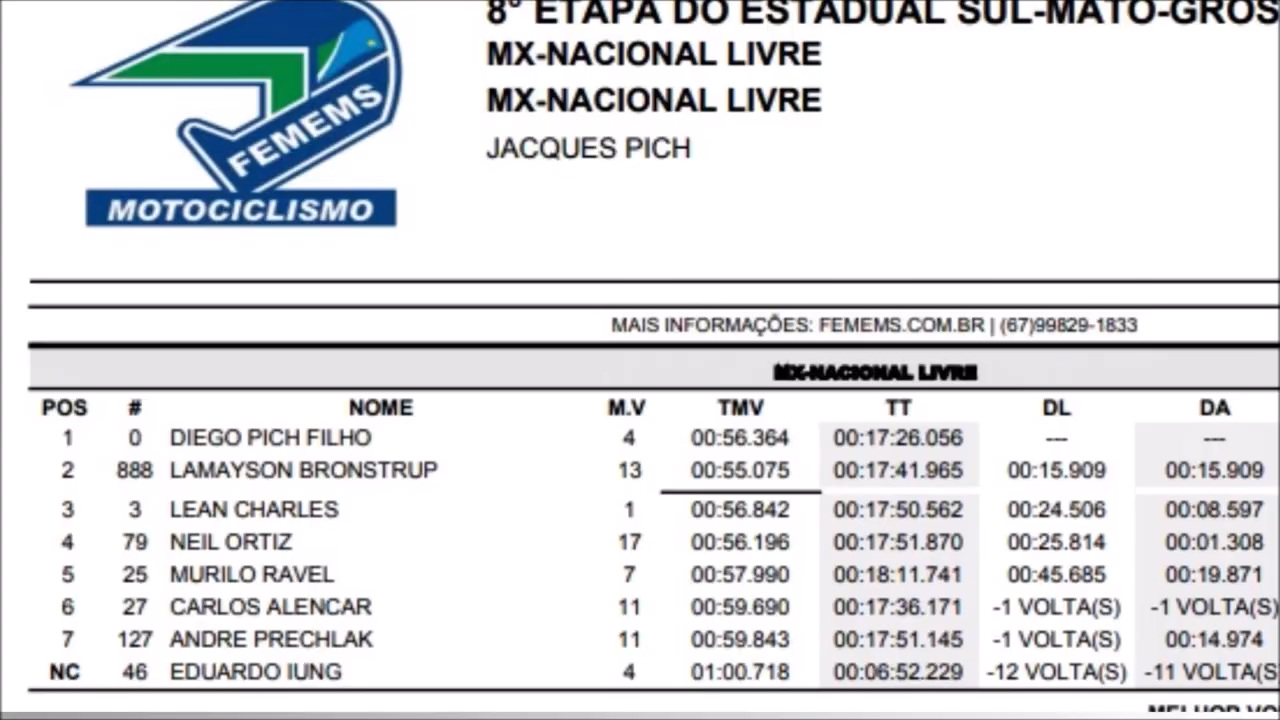 8° ETAPA DO ESTADUAL SUL-MATO-GROS
MX-NACIONAL LIVRE
MX-NACIONAL LIVRE
JACQUES PICH
FEMEMS
MOTOCICLISMO
MAIS INFORMAÇÕES: FEMEMS.COM.BR | (67)99829-1833
MX-NACIONAL LIVRE
POS # NOME M.V TMV TT DL DA
1 0 DIEGO PICH FILHO 4 00:56.364 00:17:26.056 --- ---
2 888 LAMAYSON BRONSTRUP 13 00:55.075 00:17:41.965 00:15.909 00:15.909
3 3 LEAN CHARLES 1 00:56.842 00:17:50.562 00:24.506 00:08.597
4 79 NEIL ORTIZ 17 00:56.196 00:17:51.870 00:25.814 00:01.308
5 25 MURILO RAVEL 7 00:57.990 00:18:11.741 00:45.685 00:19.871
6 27 CARLOS ALENCAR 11 00:59.690 00:17:36.171 -1 VOLTA(S) -1 VOLTA(S)
7 127 ANDRE PRECHLAK 11 00:59.843 00:17:51.145 -1 VOLTA(S) 00:14.974
NC 46 EDUARDO IUNG 4 01:00.718 00:06:52.229 -12 VOLTA(S) -11 VOLTA(S